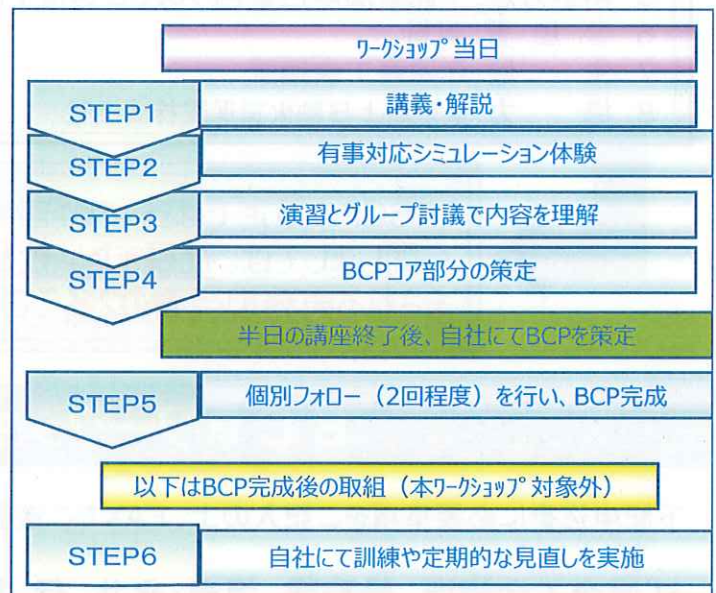 ﾜｰｸｼｮｯﾌﾟ当日
STEP1
講義・解説
STEP2
有事対応シミュレーション体験
STEP3
演習とグループ討議で内容を理解
STEP4
BCPコア部分の策定
半日の講座終了後、自社にてBCPを策定
STEP5
個別フォロー（2回程度）を行い、BCP完成
以下はBCP完成後の取組（本ﾜｰｸｼｮｯﾌﾟ対象外）
STEP6
自社にて訓練や定期的な見直しを実施